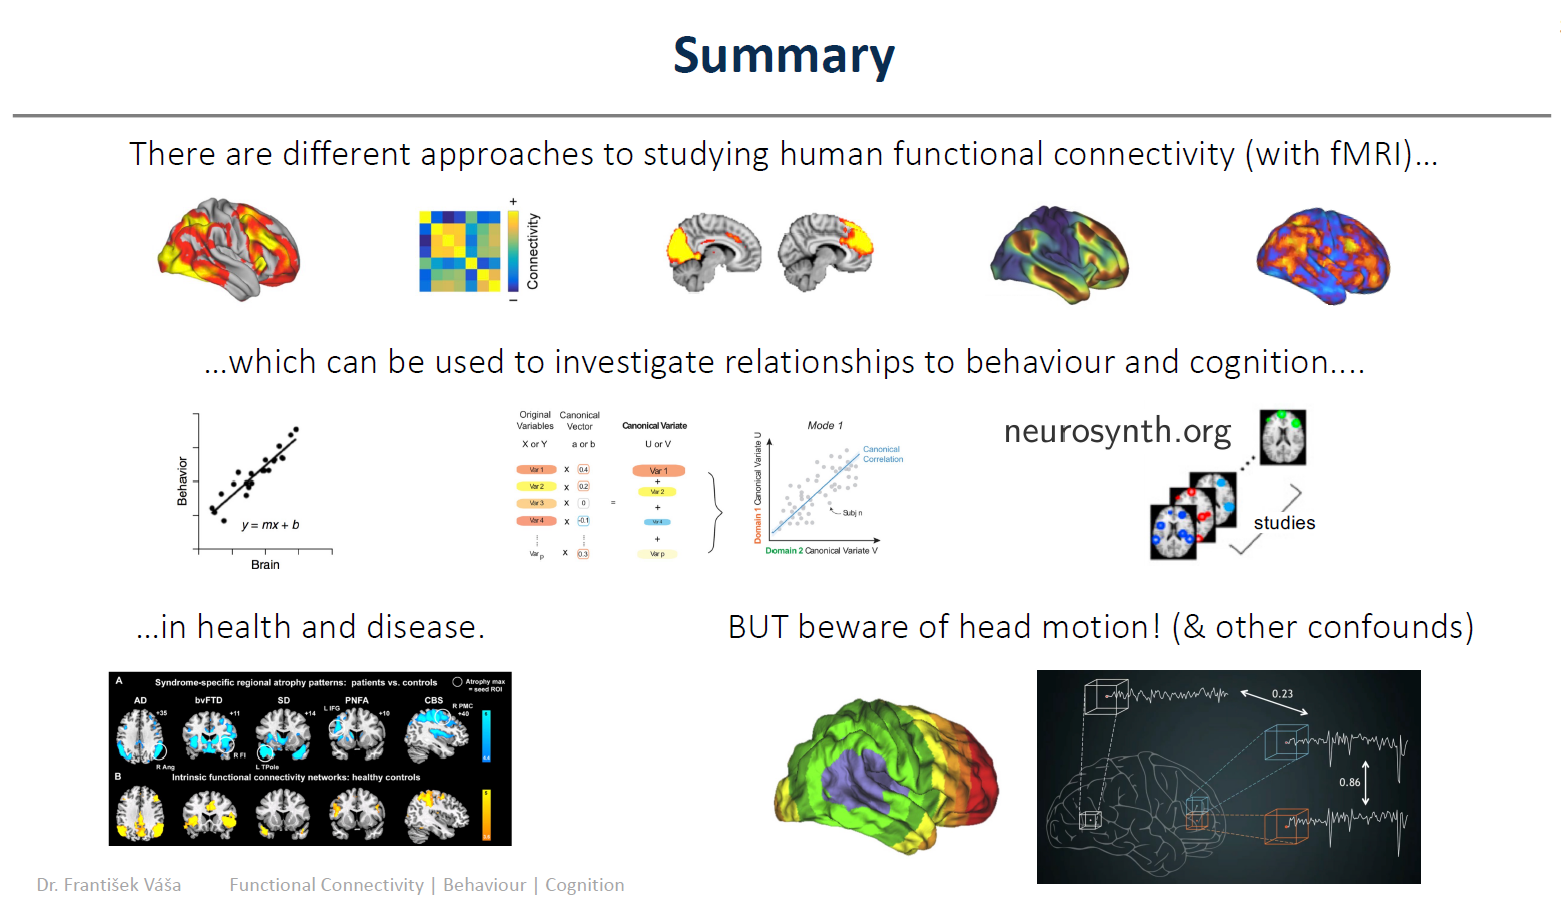 Summary
There are different approaches to studying human functional connectivity (with fMRI)...
+
Connectivity
–
...which can be used to investigate relationships to behaviour and cognition....
Behavior
y = mx + b
Brain
Original Variables
Canonical Vector
Canonical Variate
X or Y
a or b
U or V
Var 1 x 0.4
Var 2 x 0.2
Var 3 x 0
Var 4 x -0.1
Var p x 0.3
=
Var 1
+
Var 2
+
Var 4
+
Var p
Mode 1
Domain 1 Canonical Variate U
Canonical
Correlation
Subj n
Domain 2 Canonical Variate V
neurosynth.org
studies
...in health and disease.
BUT beware of head motion! (& other confounds)
A Syndrome-specific regional atrophy patterns: patients vs. controls
Atrophy max
= seed ROI
AD bvFTD SD PNFA CBS
+35 +11 +14 +10 +40
L IFG
R PMC
R Ang
R FI
L TPole
4.4
B Intrinsic functional connectivity networks: healthy controls
0.23
0.86
Dr. František Váša
Functional Connectivity | Behaviour | Cognition